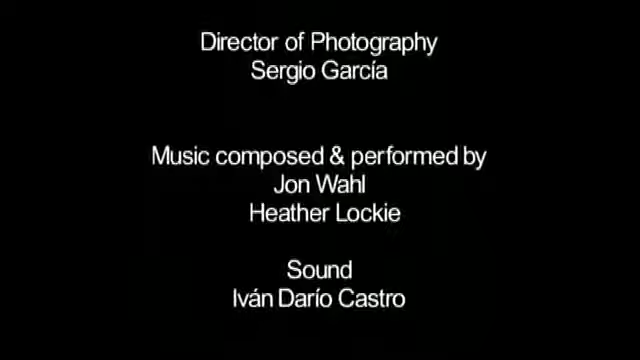 Director of Photography
Sergio García
Music composed & performed by
Jon Wahl
Heather Lockie
Sound
Iván Darío Castro